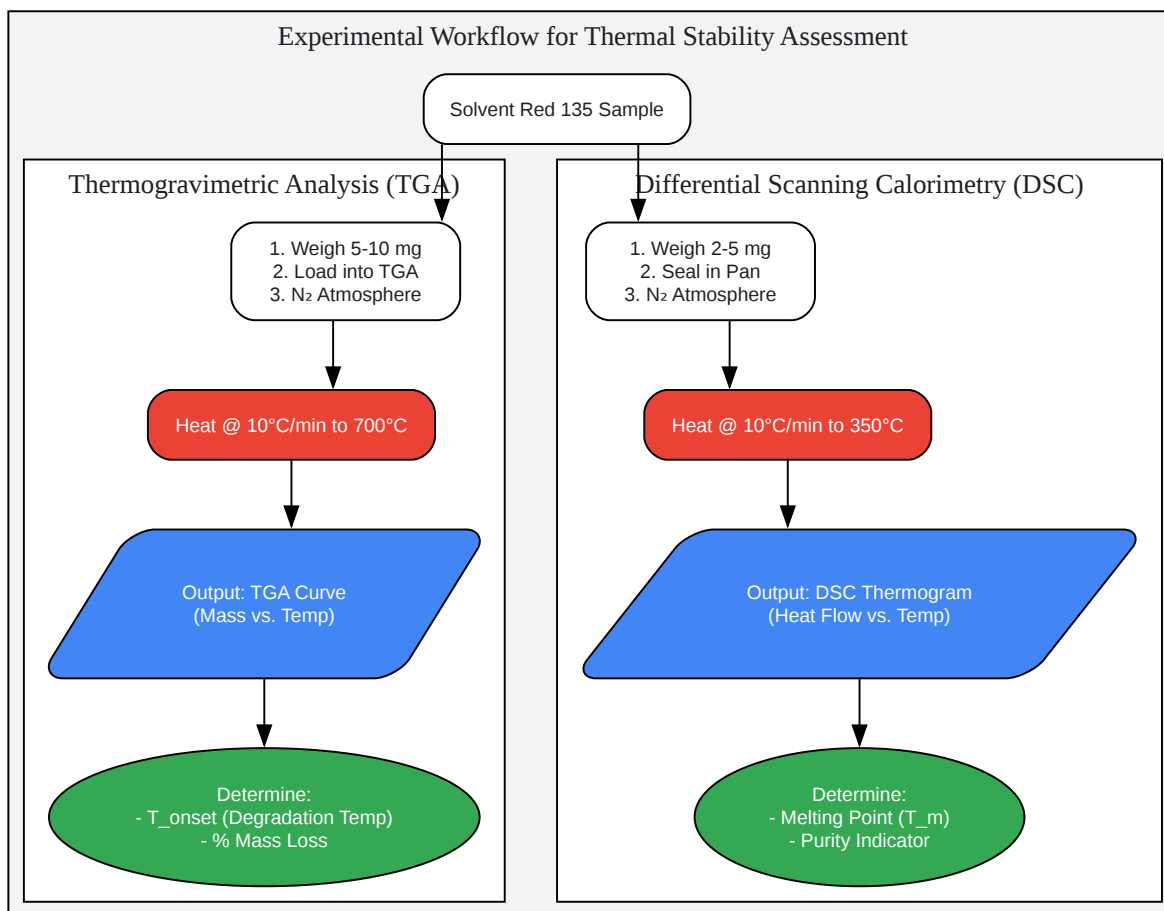 Experimental Workflow for Thermal Stability Assessment
Solvent Red 135 Sample
Thermogravimetric Analysis (TGA)
1. Weigh 5-10 mg
2. Load into TGA
3. N₂ Atmosphere
Heat @ 10°C/min to 700°C
Output: TGA Curve
(Mass vs. Temp)
Determine:
- T_onset (Degradation Temp)
- % Mass Loss
Differential Scanning Calorimetry (DSC)
1. Weigh 2-5 mg
2. Seal in Pan
3. N₂ Atmosphere
Heat @ 10°C/min to 350°C
Output: DSC Thermogram
(Heat Flow vs. Temp)
Determine:
- Melting Point (T_m)
- Purity Indicator